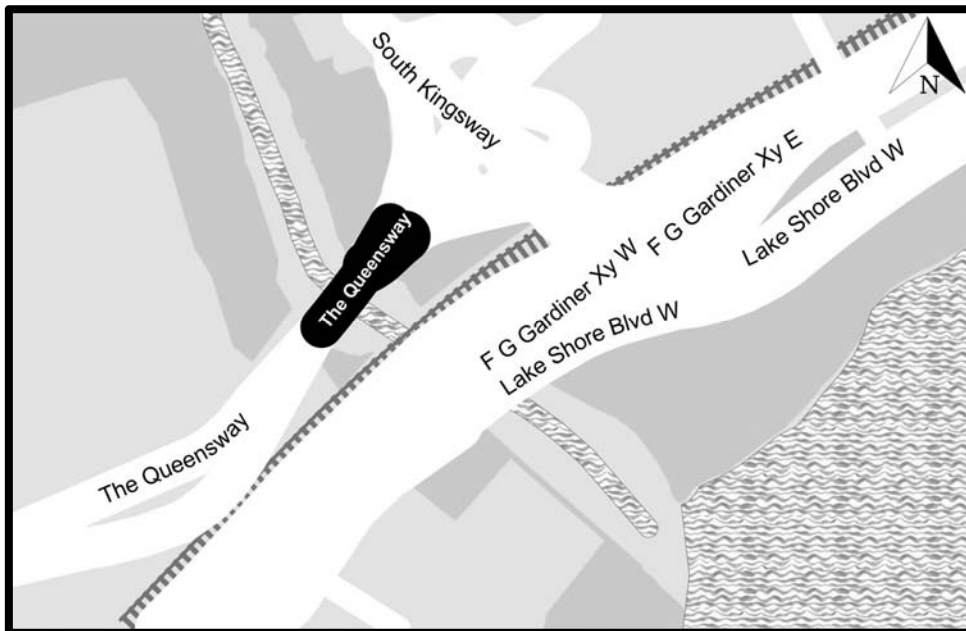 South Kingsway
N
F G Gardiner Xy E
Lake Shore Blvd W
The Queensway
F G Gardiner Xy W
Lake Shore Blvd W
The Queensway